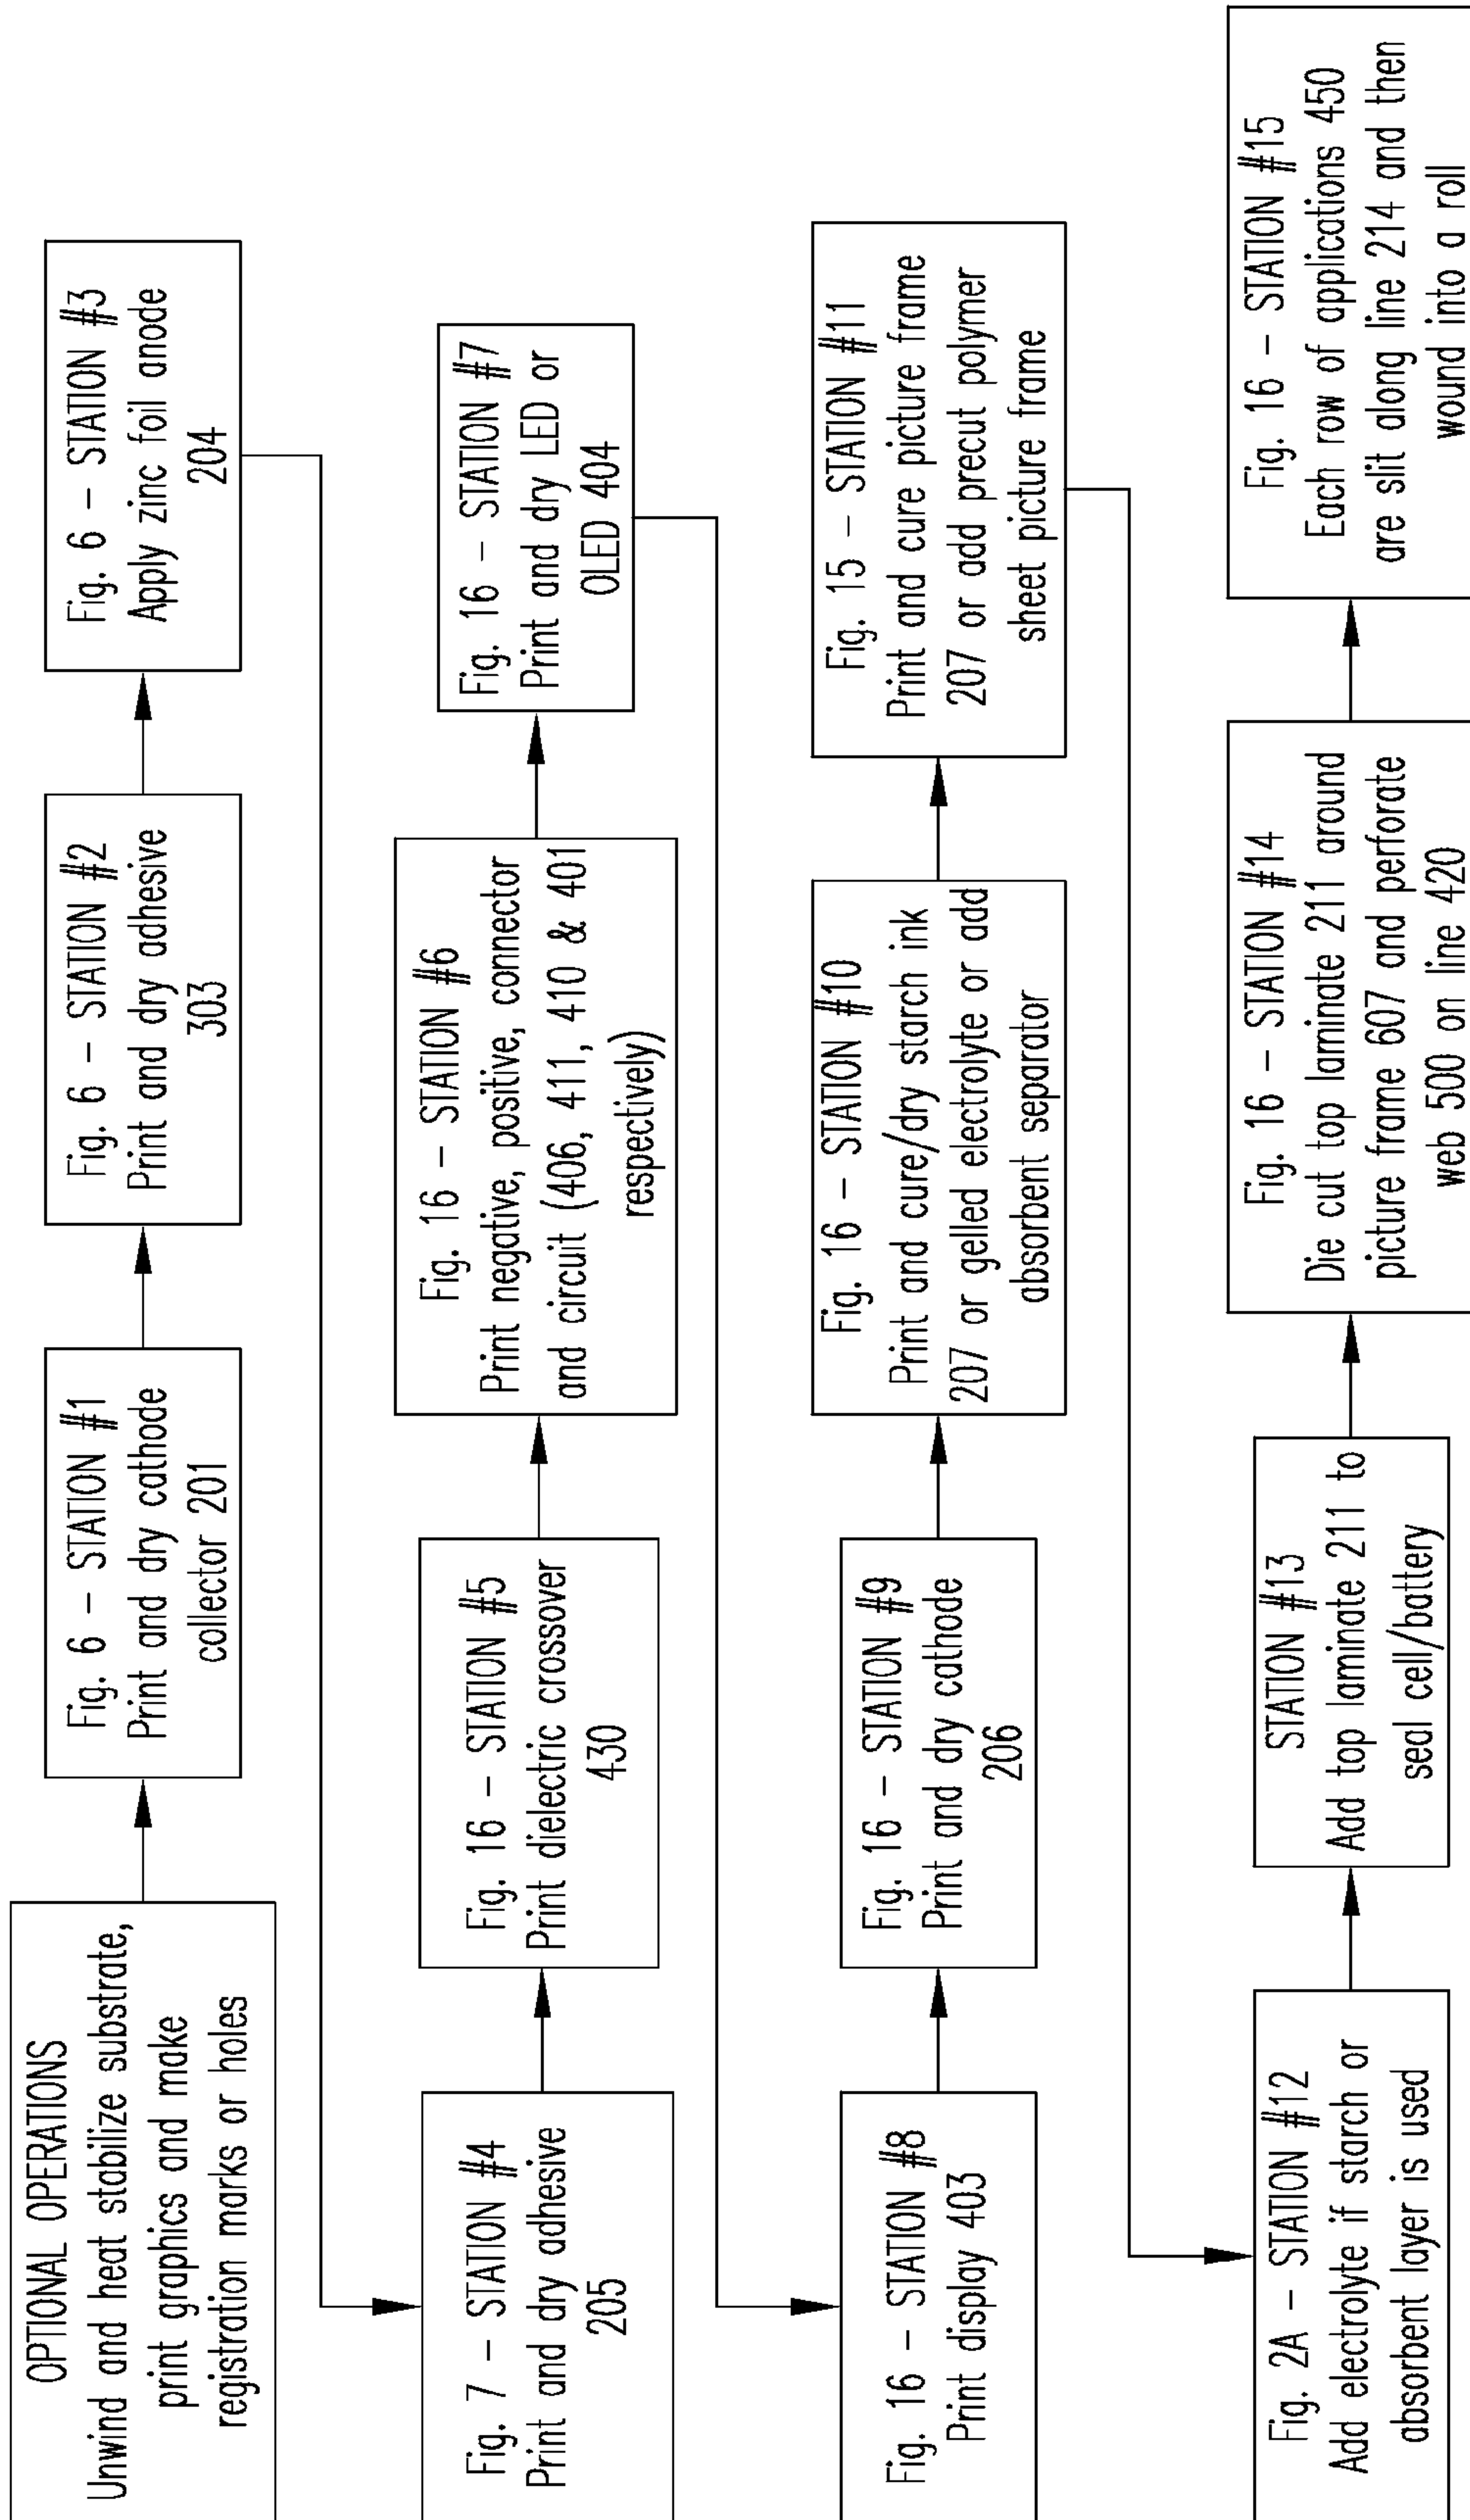 OPTIONAL OPERATIONS
Unwind and heat stabilize substrate,
print graphics and make
registration marks or holes
Fig. 6 – STATION #1
Print and dry cathode
collector 201
Fig. 6 – STATION #2
Print and dry adhesive
303
Fig. 6 – STATION #3
Apply zinc foil anode
204
Fig. 7 – STATION #4
Print and dry adhesive
205
Fig. 16 – STATION #5
Print dielectric crossover
430
Fig. 16 – STATION #6
Print negative, positive, connector
and circuit (406, 411, 410 & 401
respectively)
Fig. 16 – STATION #7
Print and dry LED or
OLED 404
Fig. 16 – STATION #8
Print display 403
Fig. 16 – STATION #9
Print and dry cathode
206
Fig. 16 – STATION #10
Print and cure/dry starch ink
207 or gelled electrolyte or add
absorbent separator
Fig. 15 – STATION #11
Print and cure picture frame
207 or add precut polymer
sheet picture frame
Fig. 2A – STATION #12
Add electrolyte if starch or
absorbent layer is used
STATION #13
Add top laminate 211 to
seal cell/battery
Fig. 16 – STATION #14
Die cut top laminate 211 around
picture frame 607 and perforate
web 500 on line 420
Fig. 16 – STATION #15
Each row of applications 450
are slit along line 214 and then
wound into a roll